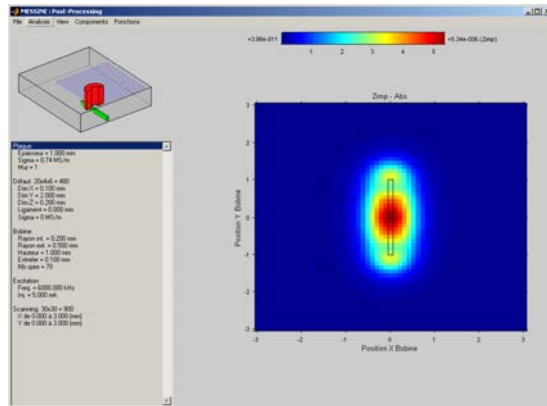 MESSINE : Post-Processing
File Analysis View Components Fonctions
+3.86e-011
+5.34e-006 (Zimp)
1 2 3 4 5
Zimp - Abs
Plaque
Epaisseur = 1.000 mm
Sigma = 0.74 MS/m
Mur = 1
Défaut: 20x4x6 = 480
Dim.X = 0.100 mm
Dim.Y = 2.000 mm
Dim.Z = 0.200 mm
Ligament = 0.000 mm
Sigma = 0 MS/m
Bobine
Rayon int. = 0.200 mm
Rayon ext. = 0.500 mm
Hauteur = 1.000 mm
Entrefer = 0.100 mm
Nb spires = 70
Excitation
Freq. = 6000.000 kHz
Inj. = 5.000 mA
Scanning: 30x30 = 900
X de 0.000 à 3.000 (mm)
Y de 0.000 à 3.000 (mm)
Position Y Bobine
3
2
1
0
-1
-2
-3
-3 -2 -1 0 1 2 3
Position X Bobine